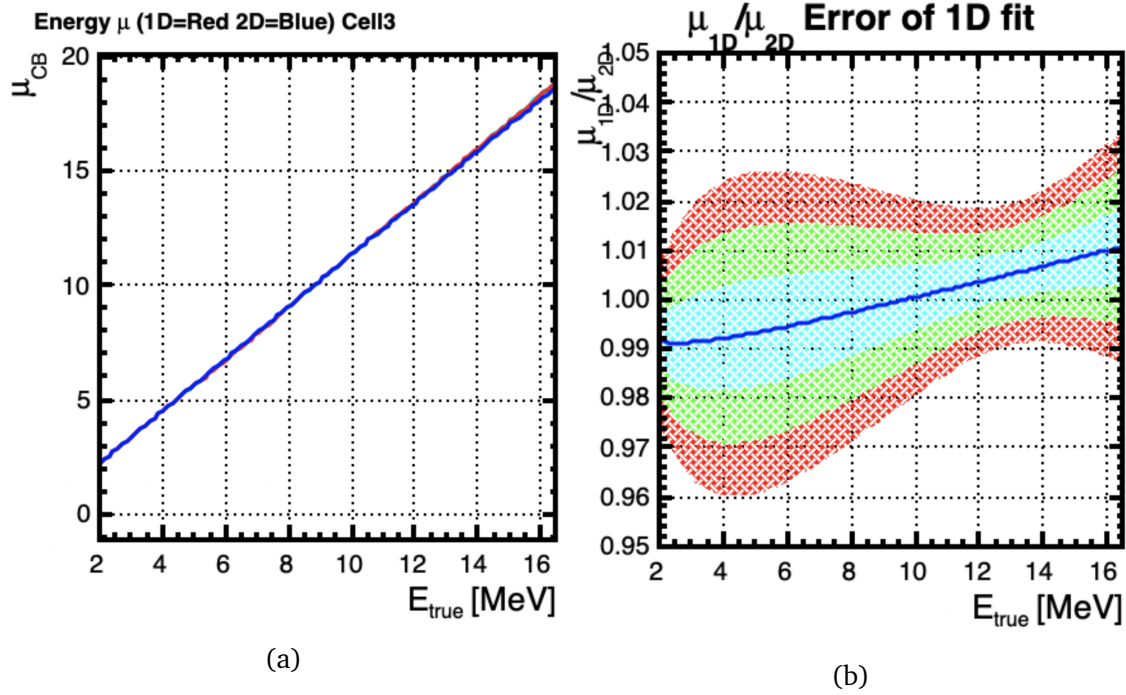 Energy μ (1D=Red 2D=Blue) Cell3
μCB
20
15
10
5
0
2 4 6 8 10 12 14 16
Etrue [MeV]
(a)
μ1D/μ2D Error of 1D fit
μ1D/μ2D
1.05
1.04
1.03
1.02
1.01
1.00
0.99
0.98
0.97
0.96
0.95
2 4 6 8 10 12 14 16
Etrue [MeV]
(b)